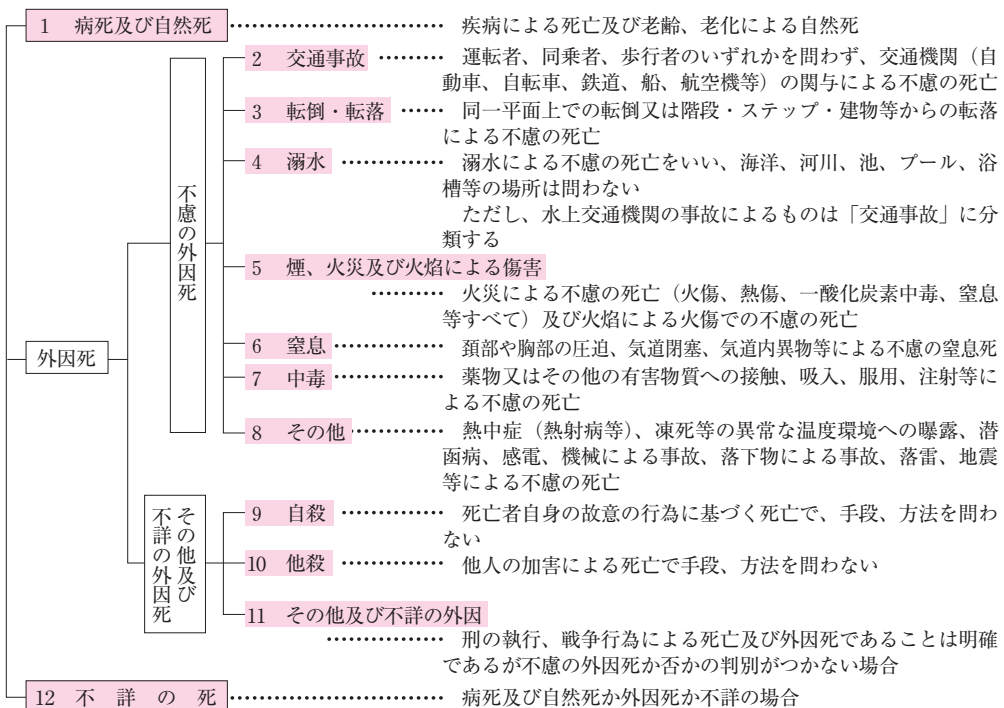 1　病死及び自然死 ………………… 疾病による死亡及び老齢、老化による自然死
不慮の外因死
2　交通事故 ……… 運転者、同乗者、歩行者のいずれかを問わず、交通機関（自
動車、自転車、鉄道、船、航空機等）の関与による不慮の死亡
3　転倒・転落 …… 同一平面上での転倒又は階段・ステップ・建物等からの転落
による不慮の死亡
4　溺水 ………… 溺水による不慮の死亡をいい、海洋、河川、池、プール、浴
槽等の場所は問わない
ただし、水上交通機関の事故によるものは「交通事故」に分
類する
5　煙、火災及び火焰による傷害
……… 火災による不慮の死亡（火傷、熱傷、一酸化炭素中毒、窒息
等すべて）及び火焰による火傷での不慮の死亡
外因死
6　窒息 ………… 頚部や胸部の圧迫、気道閉塞、気道内異物等による不慮の窒息死
7　中毒 ………… 薬物又はその他の有害物質への接触、吸入、服用、注射等に
よる不慮の死亡
8　その他 ………… 熱中症（熱射病等）、凍死等の異常な温度環境への曝露、潜
函病、感電、機械による事故、落下物による事故、落雷、地震
等による不慮の死亡
その他及び
不詳の外因死
9　自殺 ………… 死亡者自身の故意の行為に基づく死亡で、手段、方法を問わ
ない
10　他殺 ………… 他人の加害による死亡で手段、方法を問わない
11　その他及び不詳の外因
………… 刑の執行、戦争行為による死亡及び外因死であることは明確
であるが不慮の外因死か否かの判別がつかない場合
12　不　詳　の　死 ………………… 病死及び自然死か外因死か不詳の場合